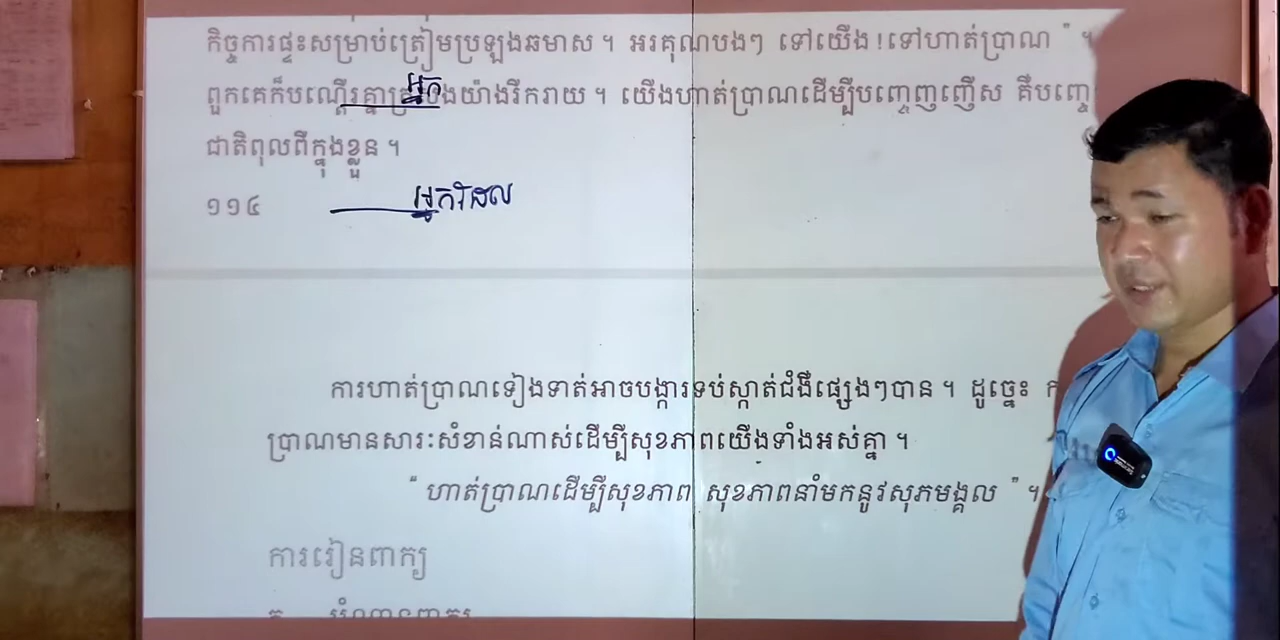 កិច្ចការផ្ទះសម្រាប់ត្រៀមប្រឡងឆមាស ។ អរគុណបងៗ ទៅយើង ! ទៅហាត់ប្រាណ ” ។
ពួកគេក៏បណ្ដើរគ្នា យ៉ាងរីករាយ ។ យើងហាត់ប្រាណដើម្បីបញ្ចេញញើស គឺបញ្ចេ
អ្នក
ជាតិពុលពីក្នុងខ្លួន ។
១១៤
អ្នកដែល
ការហាត់ប្រាណទៀងទាត់អាចបង្ការទប់ស្កាត់ជំងឺផ្សេងៗបាន ។ ដូច្នេះ ក
ប្រាណមានសារៈសំខាន់ណាស់ដើម្បីសុខភាពយើងទាំងអស់គ្នា ។
“ ហាត់ប្រាណដើម្បីសុខភាព សុខភាពនាំមកនូវសុភមង្គល ” ។
ការរៀនពាក្យ